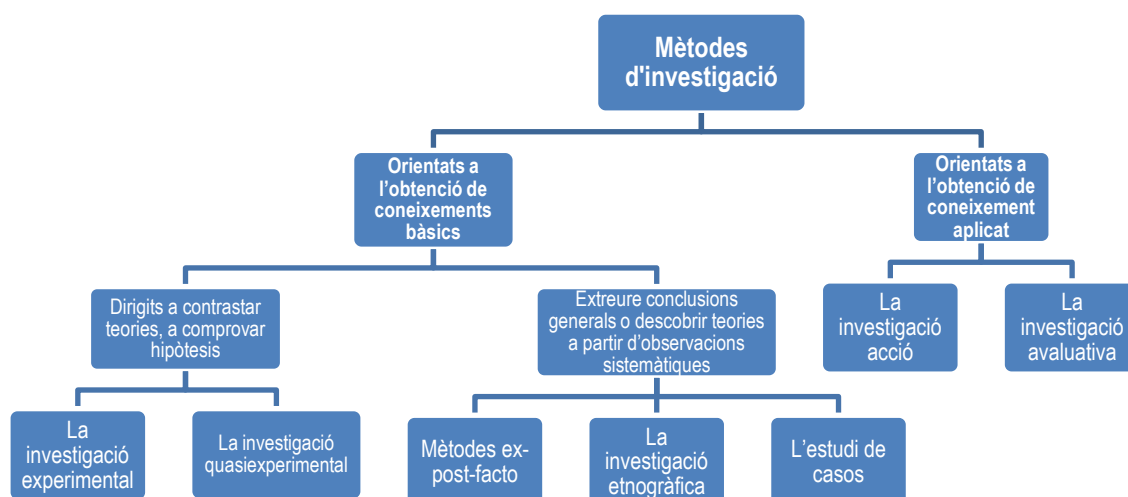 Mètodes
d'investigació
Orientats a
l’obtenció de
coneixements
bàsics
Orientats a
l’obtenció de
coneixement
aplicat
Dirigits a contrastar
teories, a comprovar
hipòtesis
Extreure conclusions
generals o descobrir teories
a partir d’observacions
sistemàtiques
La
investigació
acció
La
investigació
avaluativa
La
investigació
experimental
La investigació
quasiexperimental
Mètodes ex-
post-facto
La
investigació
etnogràfica
L’estudi de
casos